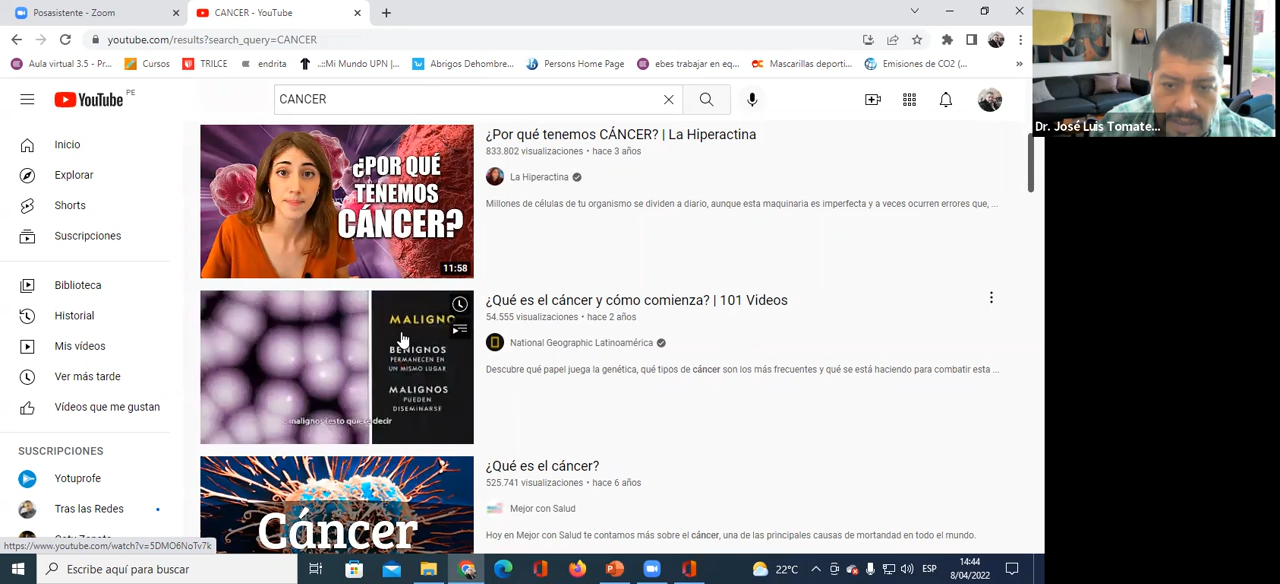 Posasistente - Zoom
CANCER - YouTube
youtube.com/results?search_query=CANCER
Aula virtual 3.5 - Pr...
Cursos
TRILCE
endrita
..::Mi Mundo UPN |...
Abrigos Dehombre...
Persons Home Page
ebes trabajar en eq...
Mascarillas deporti...
Emisiones de CO2 (...
»
YouTube PE
CANCER
Dr. José Luis Tomate...
Inicio
Explorar
Shorts
Suscripciones
Biblioteca
Historial
Mis vídeos
Ver más tarde
Vídeos que me gustan
SUSCRIPCIONES
Yotuprofe
Tras las Redes
¿POR QUÉ
TENEMOS
CÁNCER?
11:58
¿Por qué tenemos CÁNCER? | La Hiperactina
833.802 visualizaciones • hace 3 años
La Hiperactina
Millones de células de tu organismo se dividen a diario, aunque esta maquinaria es imperfecta y a veces ocurren errores que, ...
MALIGNO
BENIGNOS
PERMANECEN EN
UN MISMO LUGAR
MALIGNOS
PUEDEN
DISEMINARSE
malignos (esto quiere decir
¿Qué es el cáncer y cómo comienza? | 101 Videos
54.555 visualizaciones • hace 2 años
National Geographic Latinoamérica
Descubre qué papel juega la genética, qué tipos de cáncer son los más frecuentes y qué se está haciendo para combatir esta ...
Cáncer
¿Qué es el cáncer?
525.741 visualizaciones • hace 6 años
Mejor con Salud
Hoy en Mejor con Salud te contamos más sobre el cáncer, una de las principales causas de mortandad en todo el mundo.
https://www.youtube.com/watch?v=5DMO6NoTv7k
Escribe aquí para buscar
22°C
ESP
14:44
8/04/2022